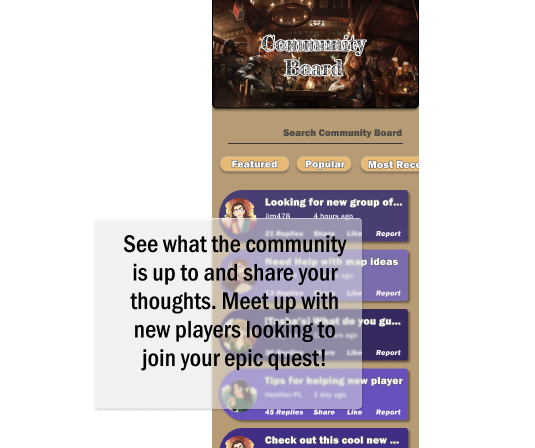 Community
Board
Search Community Board
Featured Popular Most Rece
Looking for new group of...
jim478 4 hours ago
21 Replies Share Like Report
See what the community
is up to and share your
thoughts. Meet up with
new players looking to
join your epic quest!
Need Help with map ideas
Report
What do you gu...
Report
Tips for helping new player
Heather-PL 1 day ago
45 Replies Share Like Report
Check out this cool new ...